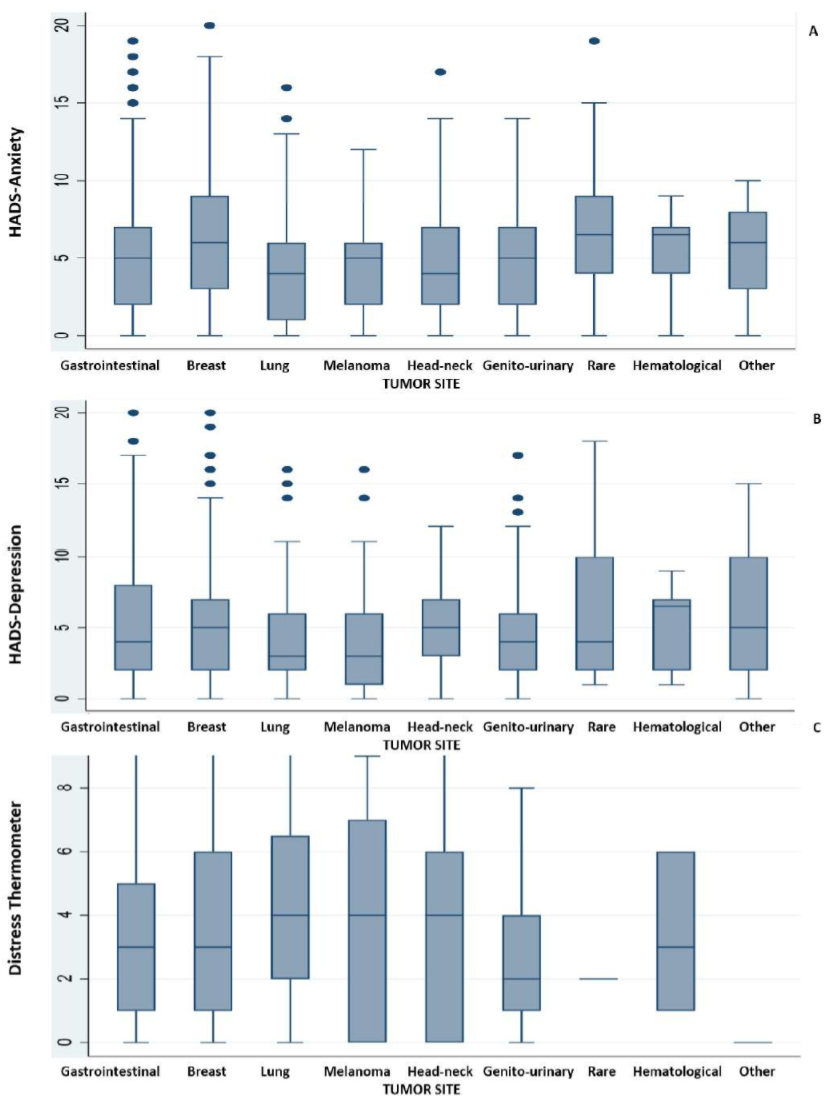 A
HADS-Anxiety
20
15
10
5
0
Gastrointestinal Breast Lung Melanoma Head-neck Genito-urinary Rare Hematological Other
TUMOR SITE
B
HADS-Depression
20
15
10
5
0
Gastrointestinal Breast Lung Melanoma Head-neck Genito-urinary Rare Hematological Other
TUMOR SITE
C
Distress Thermometer
8
6
4
2
0
Gastrointestinal Breast Lung Melanoma Head-neck Genito-urinary Rare Hematological Other
TUMOR SITE